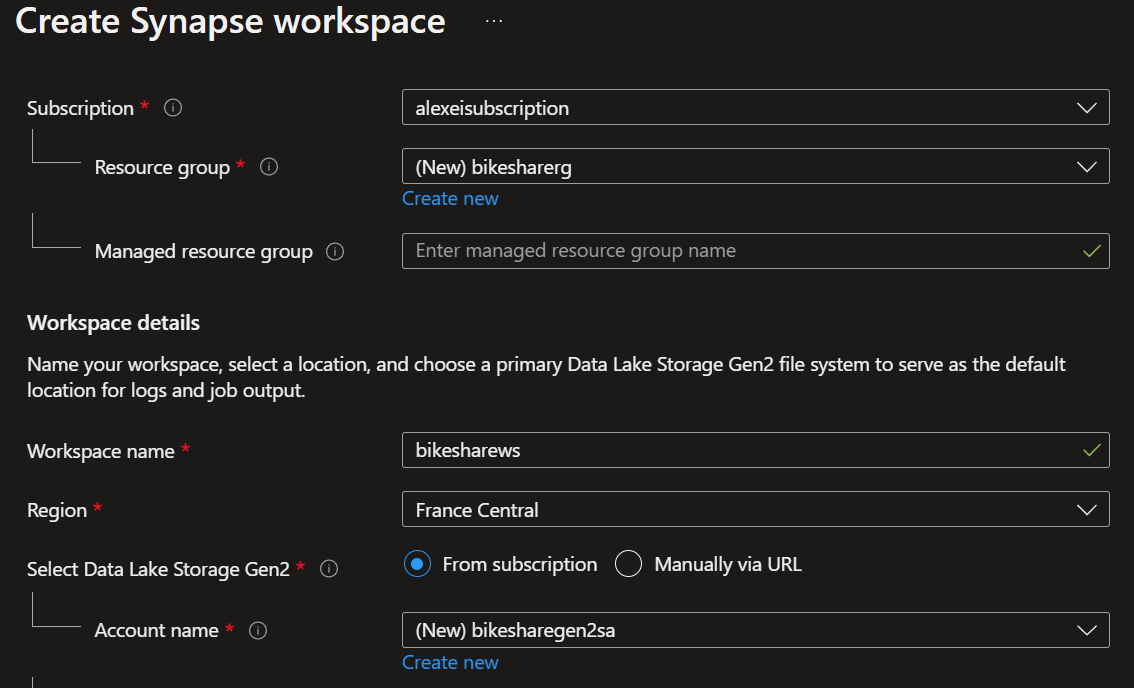 Create Synapse workspace ...
Subscription * alexeisubscription
Resource group * (New) bikesharerg
Create new
Managed resource group Enter managed resource group name
Workspace details
Name your workspace, select a location, and choose a primary Data Lake Storage Gen2 file system to serve as the default
location for logs and job output.
Workspace name * bikesharews
Region * France Central
Select Data Lake Storage Gen2 * From subscription Manually via URL
Account name * (New) bikesharegen2sa
Create new